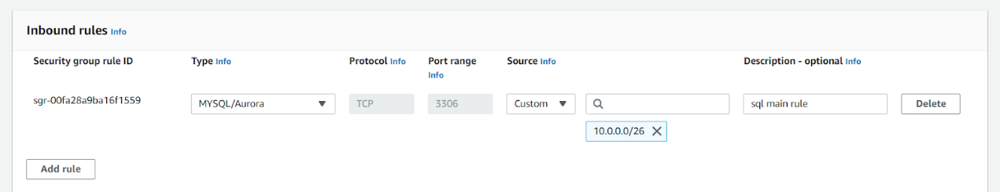 Inbound rules Info
Security group rule ID Type Info Protocol Info Port range Source Info Description - optional Info
Info
sgr-00fa28a9ba16f1559 MYSQL/Aurora TCP 3306 Custom sql main rule Delete
10.0.0.0/26
Add rule